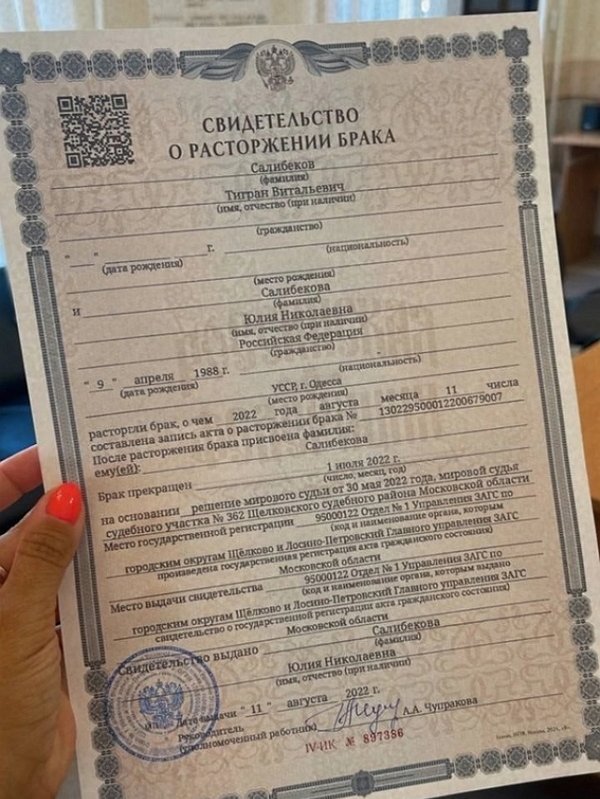 СВИДЕТЕЛЬСТВО
О РАСТОРЖЕНИИ БРАКА
Салибеков
(фамилия)
Тигран Витальевич
(имя, отчество (при наличии)
(гражданство)
" " г.
(дата рождения) (национальность)
(место рождения)
и Салибекова
(фамилия)
Юлия Николаевна
(имя, отчество (при наличии)
Российская Федерация
(гражданство)
" 9 " апреля 1988 г.
(дата рождения) (национальность)
УССР, г. Одесса
(место рождения)
расторгли брак, о чем 2022 года августа месяца 11 числа
составлена запись акта о расторжении брака № 130229500012200679007
После расторжения брака присвоена фамилия:
ему(ей): Салибекова
Брак прекращен 1 июля 2022 г.
(число, месяц, год)
на основании решение мирового судьи от 30 мая 2022 года, мировой судья
судебного участка № 362 Щелковского судебного района Московской области
Место государственной регистрации 95000122 Отдел № 1 Управления ЗАГС по
(код и наименование органа, которым
городским округам Щёлково и Лосино-Петровский Главного управления ЗАГС
произведена государственная регистрация акта гражданского состояния)
Московской области
Место выдачи свидетельства 95000122 Отдел № 1 Управления ЗАГС по
(код и наименование органа, которым выдано
городским округам Щёлково и Лосино-Петровский Главного управления ЗАГС
свидетельство о государственной регистрации акта гражданского состояния)
Московской области
Свидетельство выдано Салибекова
(фамилия)
Юлия Николаевна
(имя, отчество (при наличии)
Дата выдачи " 11 " августа 2022 г.
Руководитель
(уполномоченный работник) А.А. Чупракова
IV-ИК № 897386